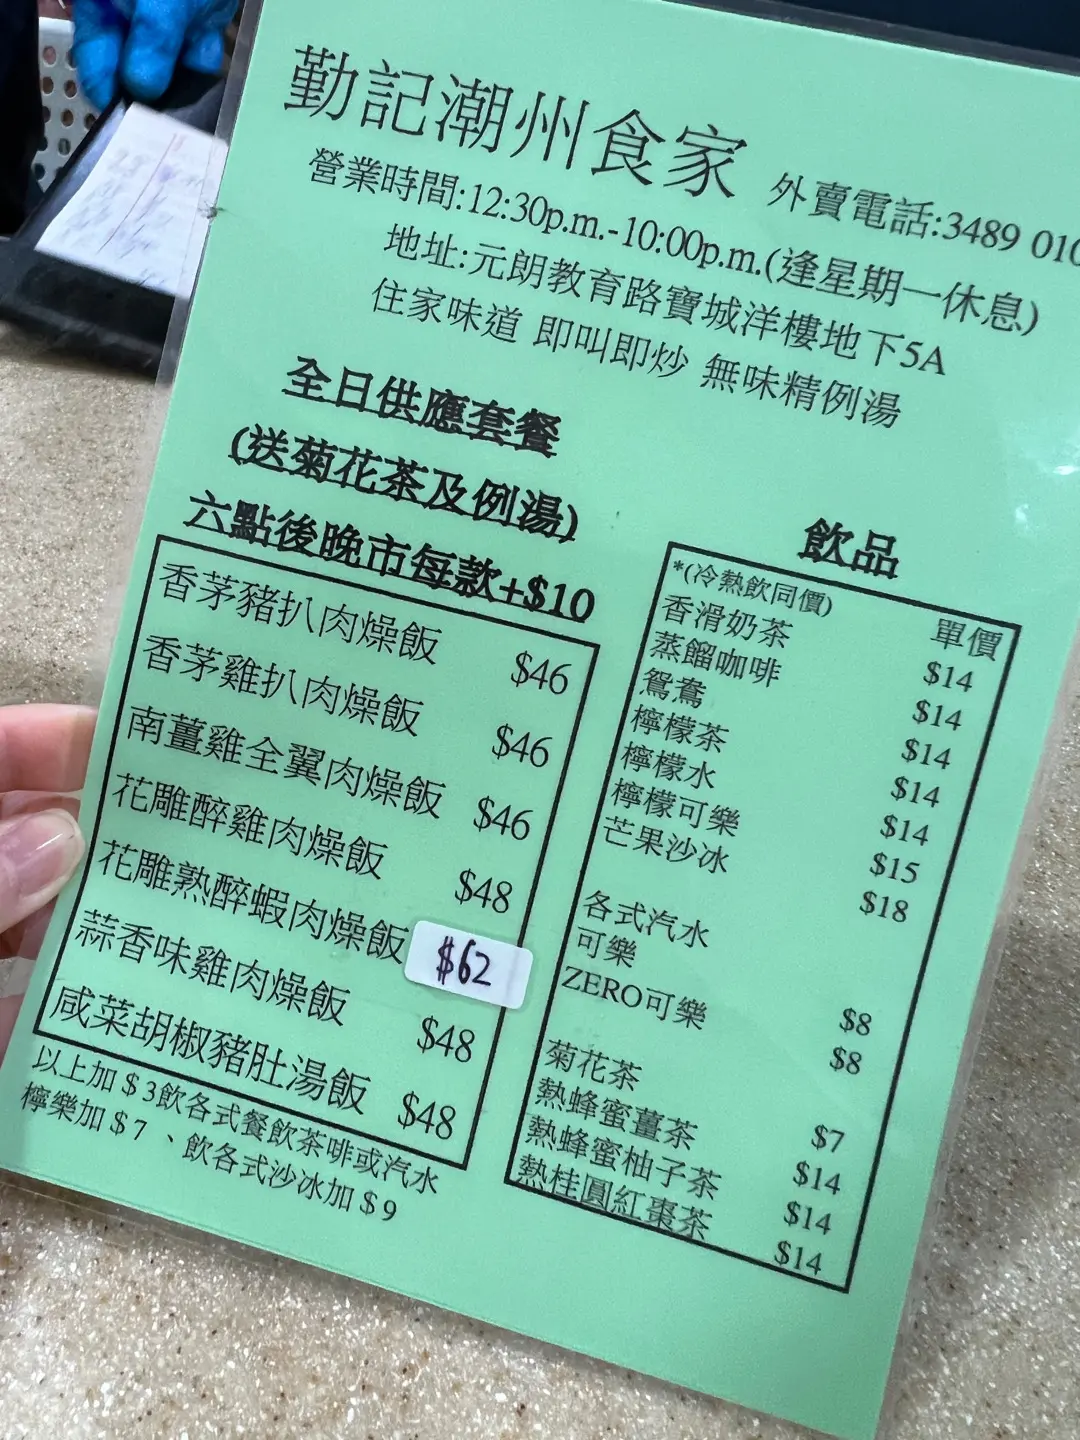 勤記潮州食家
外賣電話:3489 010
營業時間:12:30p.m.-10:00p.m.(逢星期一休息)
地址:元朗教育路寶城洋樓地下5A
住家味道 即叫即炒 無味精例湯
全日供應套餐
(送菊花茶及例湯)
六點後晚市每款+$10
香茅豬扒肉燥飯 $46
香茅雞扒肉燥飯 $46
南薑雞全翼肉燥飯 $46
花雕醉雞肉燥飯 $48
花雕熟醉蝦肉燥飯 $62
蒜香味雞肉燥飯 $48
咸菜胡椒豬肚湯飯 $48
以上加$3飲各式餐飲茶啡或汽水
檸樂加$7、飲各式沙冰加$9
飲品
*(冷熱飲同價) 單價
香滑奶茶 $14
蒸餾咖啡 $14
鴛鴦 $14
檸檬茶 $14
檸檬水 $14
檸檬可樂 $15
芒果沙冰 $18
各式汽水
可樂 $8
ZERO可樂 $8
菊花茶 $7
熱蜂蜜薑茶 $14
熱蜂蜜柚子茶 $14
熱桂圓紅棗茶 $14